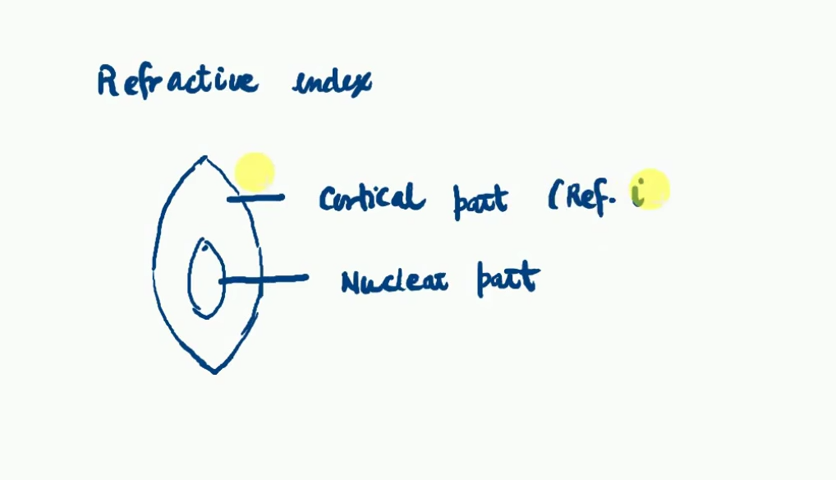 Refractive index
Cortical part (Ref. i
Nuclear part